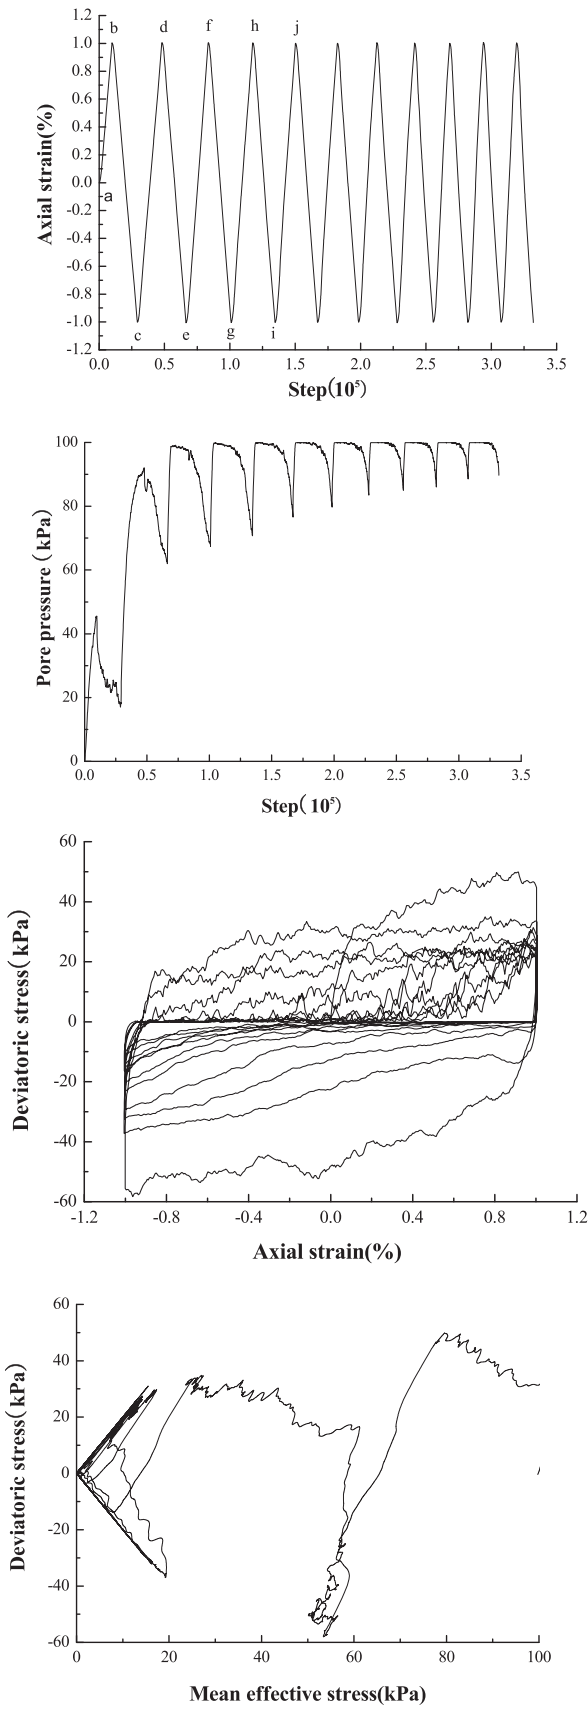 b d f h j
1.2
1.0
0.8
0.6
0.4
0.2
0.0
-0.2
-0.4
-0.6
-0.8
-1.0
-1.2
Axial strain(%)
a
c e g i
0.0 0.5 1.0 1.5 2.0 2.5 3.0 3.5
Step(10⁵)
100
80
60
40
20
0
Pore pressure ( kPa)
0.0 0.5 1.0 1.5 2.0 2.5 3.0 3.5
Step( 10⁵)
60
40
20
0
-20
-40
-60
Deviatoric stress( kPa)
-1.2 -0.8 -0.4 0.0 0.4 0.8 1.2
Axial strain(%)
60
40
20
0
-20
-40
-60
Deviatoric stress( kPa)
0 20 40 60 80 100
Mean effective stress(kPa)